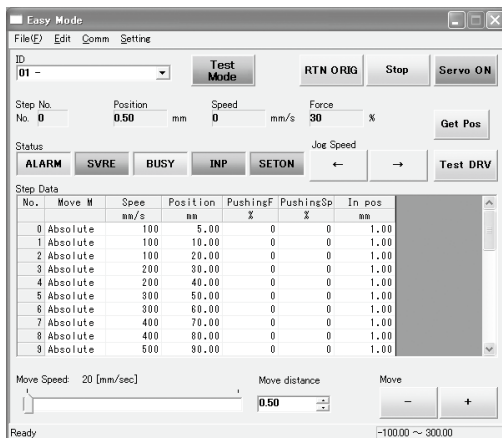 Easy Mode
File(F) Edit Comm Setting
ID
01 -
Test Mode
RTN ORIG
Stop
Servo ON
Step No. Position Speed Force
No. 0 0.50 mm 0 mm/s 30 %
Get Pos
Status
Jog Speed
ALARM SVRE BUSY INP SETON ← → Test DRV
Step Data
No. Move M Spee Position PushingF PushingSp In pos
mm/s mm % % mm
0 Absolute 100 5.00 0 0 1.00
1 Absolute 100 10.00 0 0 1.00
2 Absolute 100 20.00 0 0 1.00
3 Absolute 200 30.00 0 0 1.00
4 Absolute 200 40.00 0 0 1.00
5 Absolute 300 50.00 0 0 1.00
6 Absolute 300 60.00 0 0 1.00
7 Absolute 400 70.00 0 0 1.00
8 Absolute 400 80.00 0 0 1.00
9 Absolute 500 90.00 0 0 1.00
Move Speed: 20 [mm/sec] Move distance Move
0.50 - +
Ready -100.00 ~ 300.00